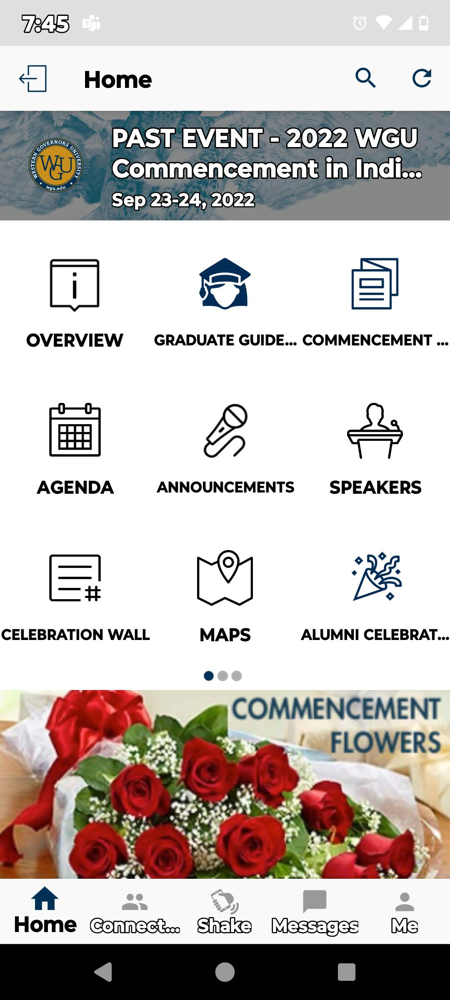 7:45
Home
PAST EVENT - 2022 WGU
Commencement in Indi...
Sep 23-24, 2022
WESTERN GOVERNORS UNIVERSITY
WGU
wgu.edu
OVERVIEW
GRADUATE GUIDE...
COMMENCEMENT ...
AGENDA
ANNOUNCEMENTS
SPEAKERS
CELEBRATION WALL
MAPS
ALUMNI CELEBRAT...
COMMENCEMENT
FLOWERS
Home
Connect...
Shake
Messages
Me